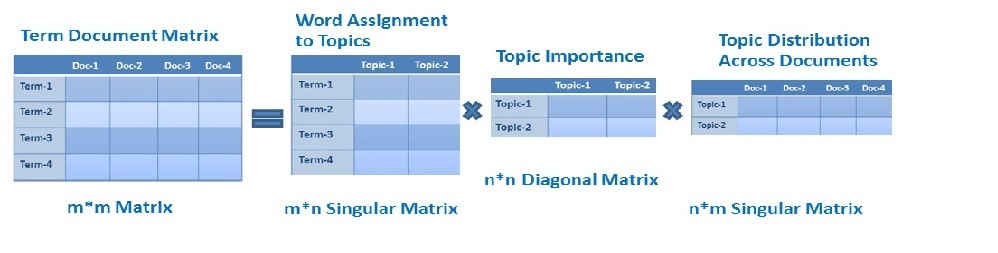 Term Document Matrix
Doc-1 Doc-2 Doc-3 Doc-4
Term-1
Term-2
Term-3
Term-4
m*m Matrix
Word Assignment
to Topics
Topic-1 Topic-2
Term-1
Term-2
Term-3
Term-4
m*n Singular Matrix
Topic Importance
Topic-1 Topic-2
Topic-1
Topic-2
n*n Diagonal Matrix
Topic Distribution
Across Documents
Doc-1 Doc-2 Doc-3 Doc-4
Topic-1
Topic-2
n*m Singular Matrix